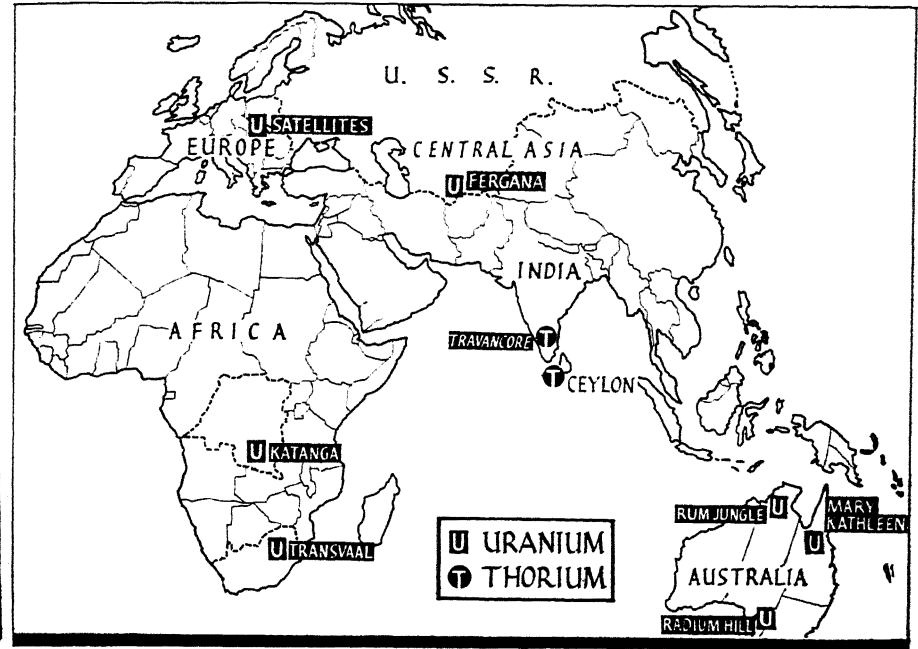 U. S. S. R.
U SATELLITES
EUROPE
CENTRAL ASIA
U FERGANA
INDIA
AFRICA
TRAVANCORE T
T CEYLON
U KATANGA
RUM JUNGLE U
MARY
KATHLEEN
U
U TRANSVAAL
U URANIUM
T THORIUM
AUSTRALIA
RADIUM HILL U